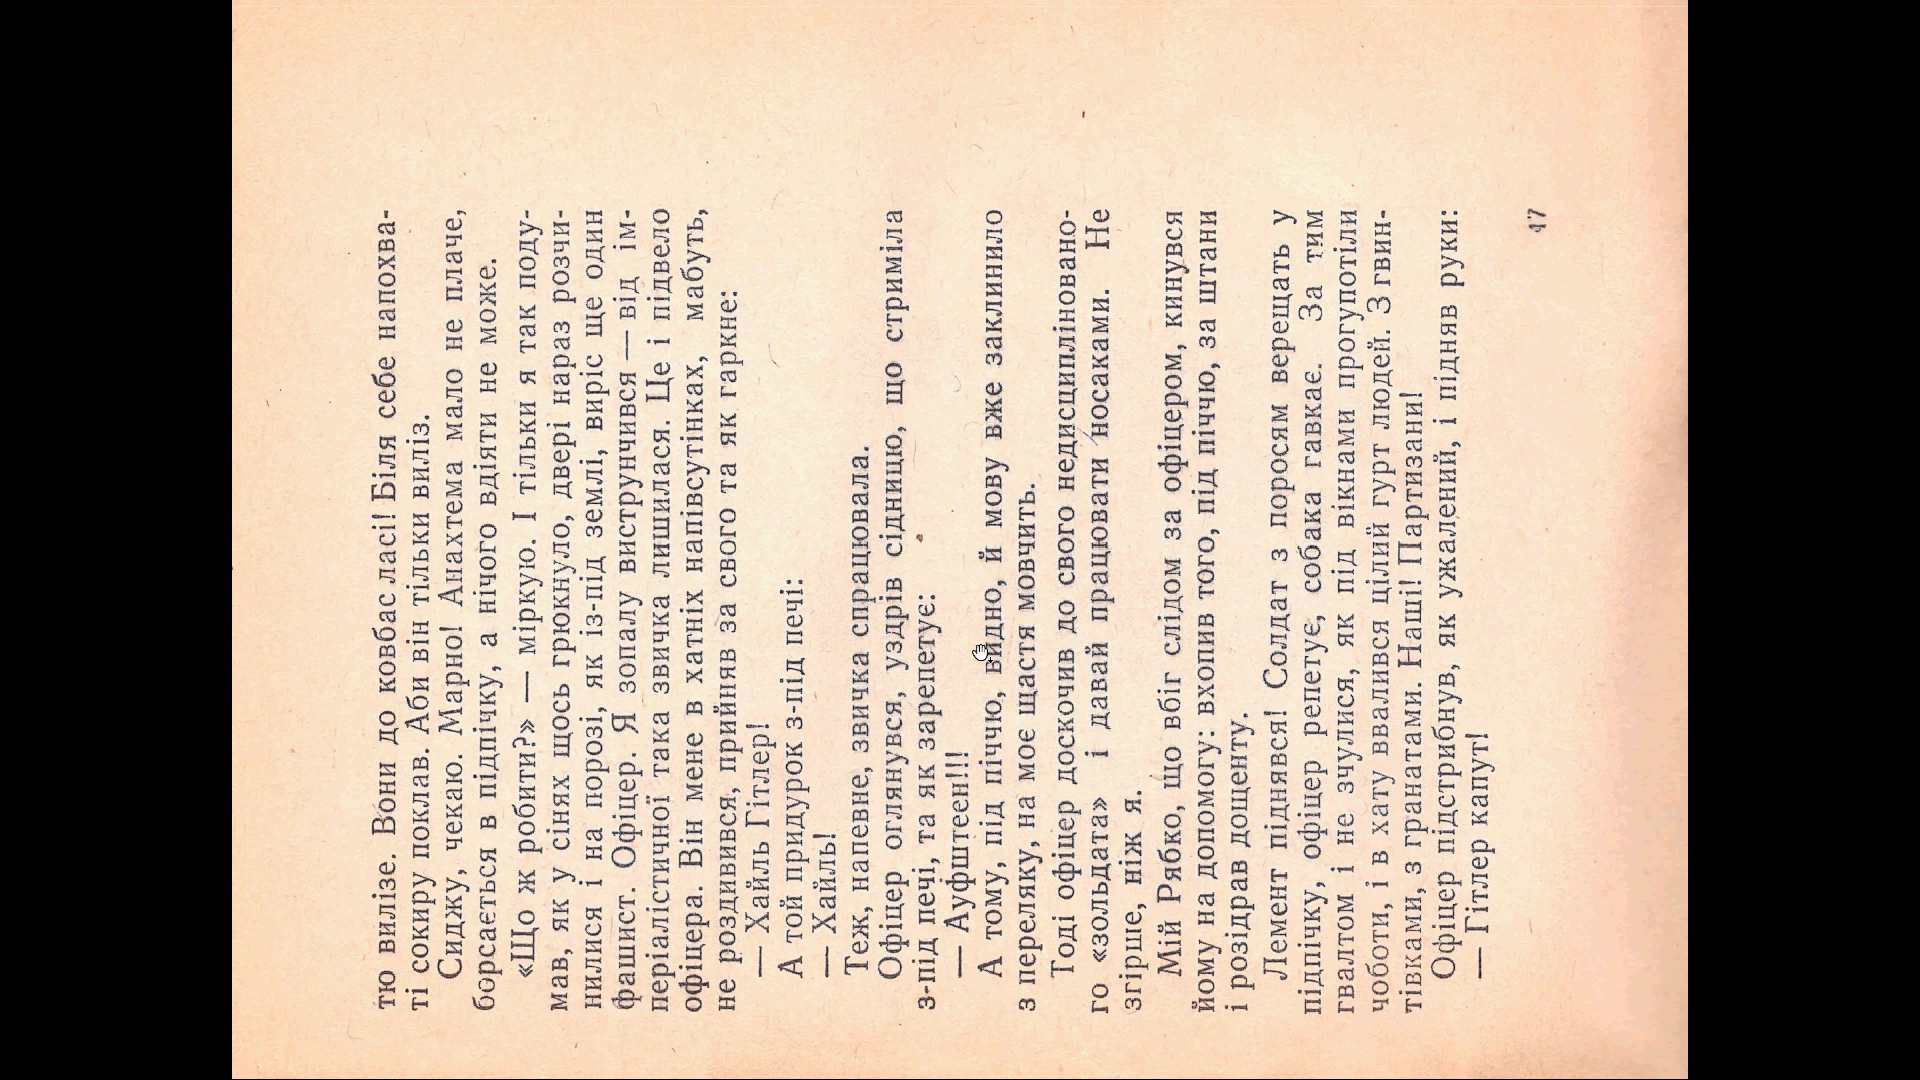 тю вилізе. Вони до ковбас ласі! Біля себе напохва-
ті сокиру поклав. Аби він тільки виліз.
Сиджу, чекаю. Марно! Анахтема мало не плаче,
борсається в підпічку, а нічого вдіяти не може.
«Що ж робити?» — міркую. І тільки я так поду-
мав, як у сінях щось грюкнуло, двері нараз розчи-
нилися і на порозі, як із-під землі, виріс ще один
фашист. Офіцер. Я зопалу виструнчився — від ім-
періалістичної така звичка лишилася. Це і підвело
офіцера. Він мене в хатніх напівсутінках, мабуть,
не роздивився, прийняв за свого та як гаркне:
— Хайль Гітлер!
А той придурок з-під печі:
— Хайль!
Теж, напевне, звичка спрацювала.
Офіцер оглянувся, уздрів сідницю, що стриміла
з-під печі, та як зарепетує:
— Ауфштеен!!!
А тому, під піччю, видно, й мову вже заклинило
з переляку, на моє щастя мовчить.
Тоді офіцер доскочив до свого недисципліновано-
го «зольдата» і давай працювати носаками. Не
згірше, ніж я.
Мій Рябко, що вбіг слідом за офіцером, кинувся
йому на допомогу: вхопив того, під піччю, за штани
і розідрав дощенту.
Лемент піднявся! Солдат з поросям верещать у
підпічку, офіцер репетує, собака гавкає. За тим
гвалтом і не зчулися, як під вікнами прогупотіли
чоботи, і в хату ввалився цілий гурт людей. З гвин-
тівками, з гранатами. Наші! Партизани!
Офіцер підстрибнув, як ужалений, і підняв руки:
— Гітлер капут!
47